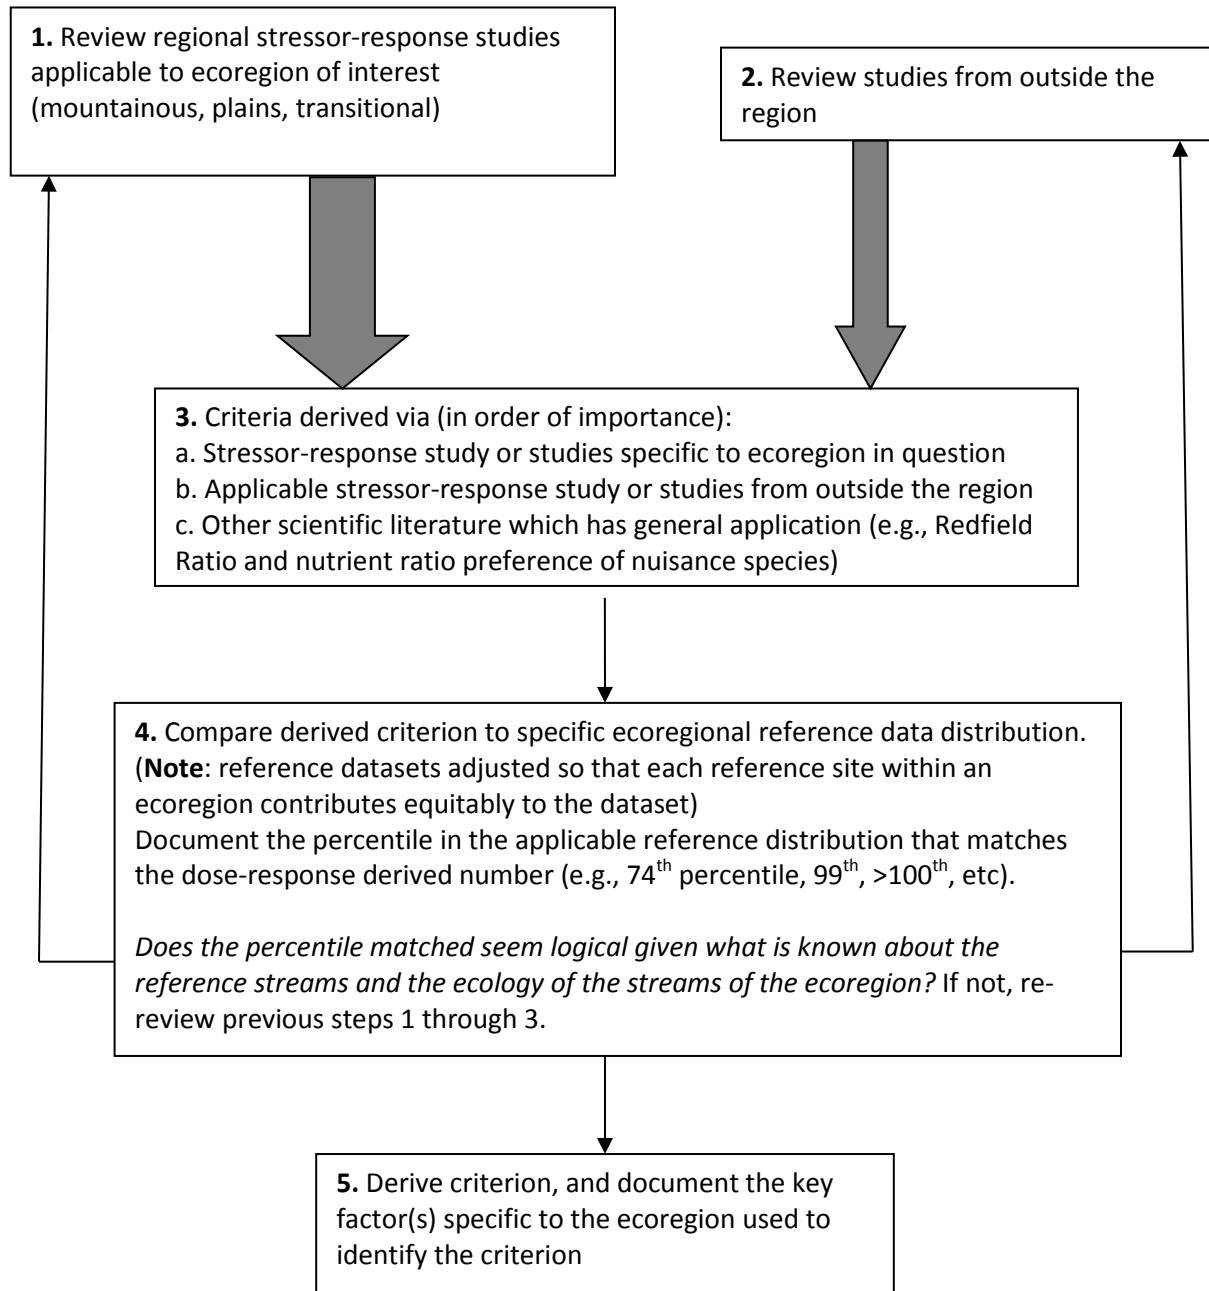 1. Review regional stressor-response studies
applicable to ecoregion of interest
(mountainous, plains, transitional)
2. Review studies from outside the
region
3. Criteria derived via (in order of importance):
a. Stressor-response study or studies specific to ecoregion in question
b. Applicable stressor-response study or studies from outside the region
c. Other scientific literature which has general application (e.g., Redfield
Ratio and nutrient ratio preference of nuisance species)
4. Compare derived criterion to specific ecoregional reference data distribution.
(Note: reference datasets adjusted so that each reference site within an
ecoregion contributes equitably to the dataset)
Document the percentile in the applicable reference distribution that matches
the dose-response derived number (e.g., 74th percentile, 99th, >100th, etc).
Does the percentile matched seem logical given what is known about the
reference streams and the ecology of the streams of the ecoregion? If not, re-
review previous steps 1 through 3.
5. Derive criterion, and document the key
factor(s) specific to the ecoregion used to
identify the criterion